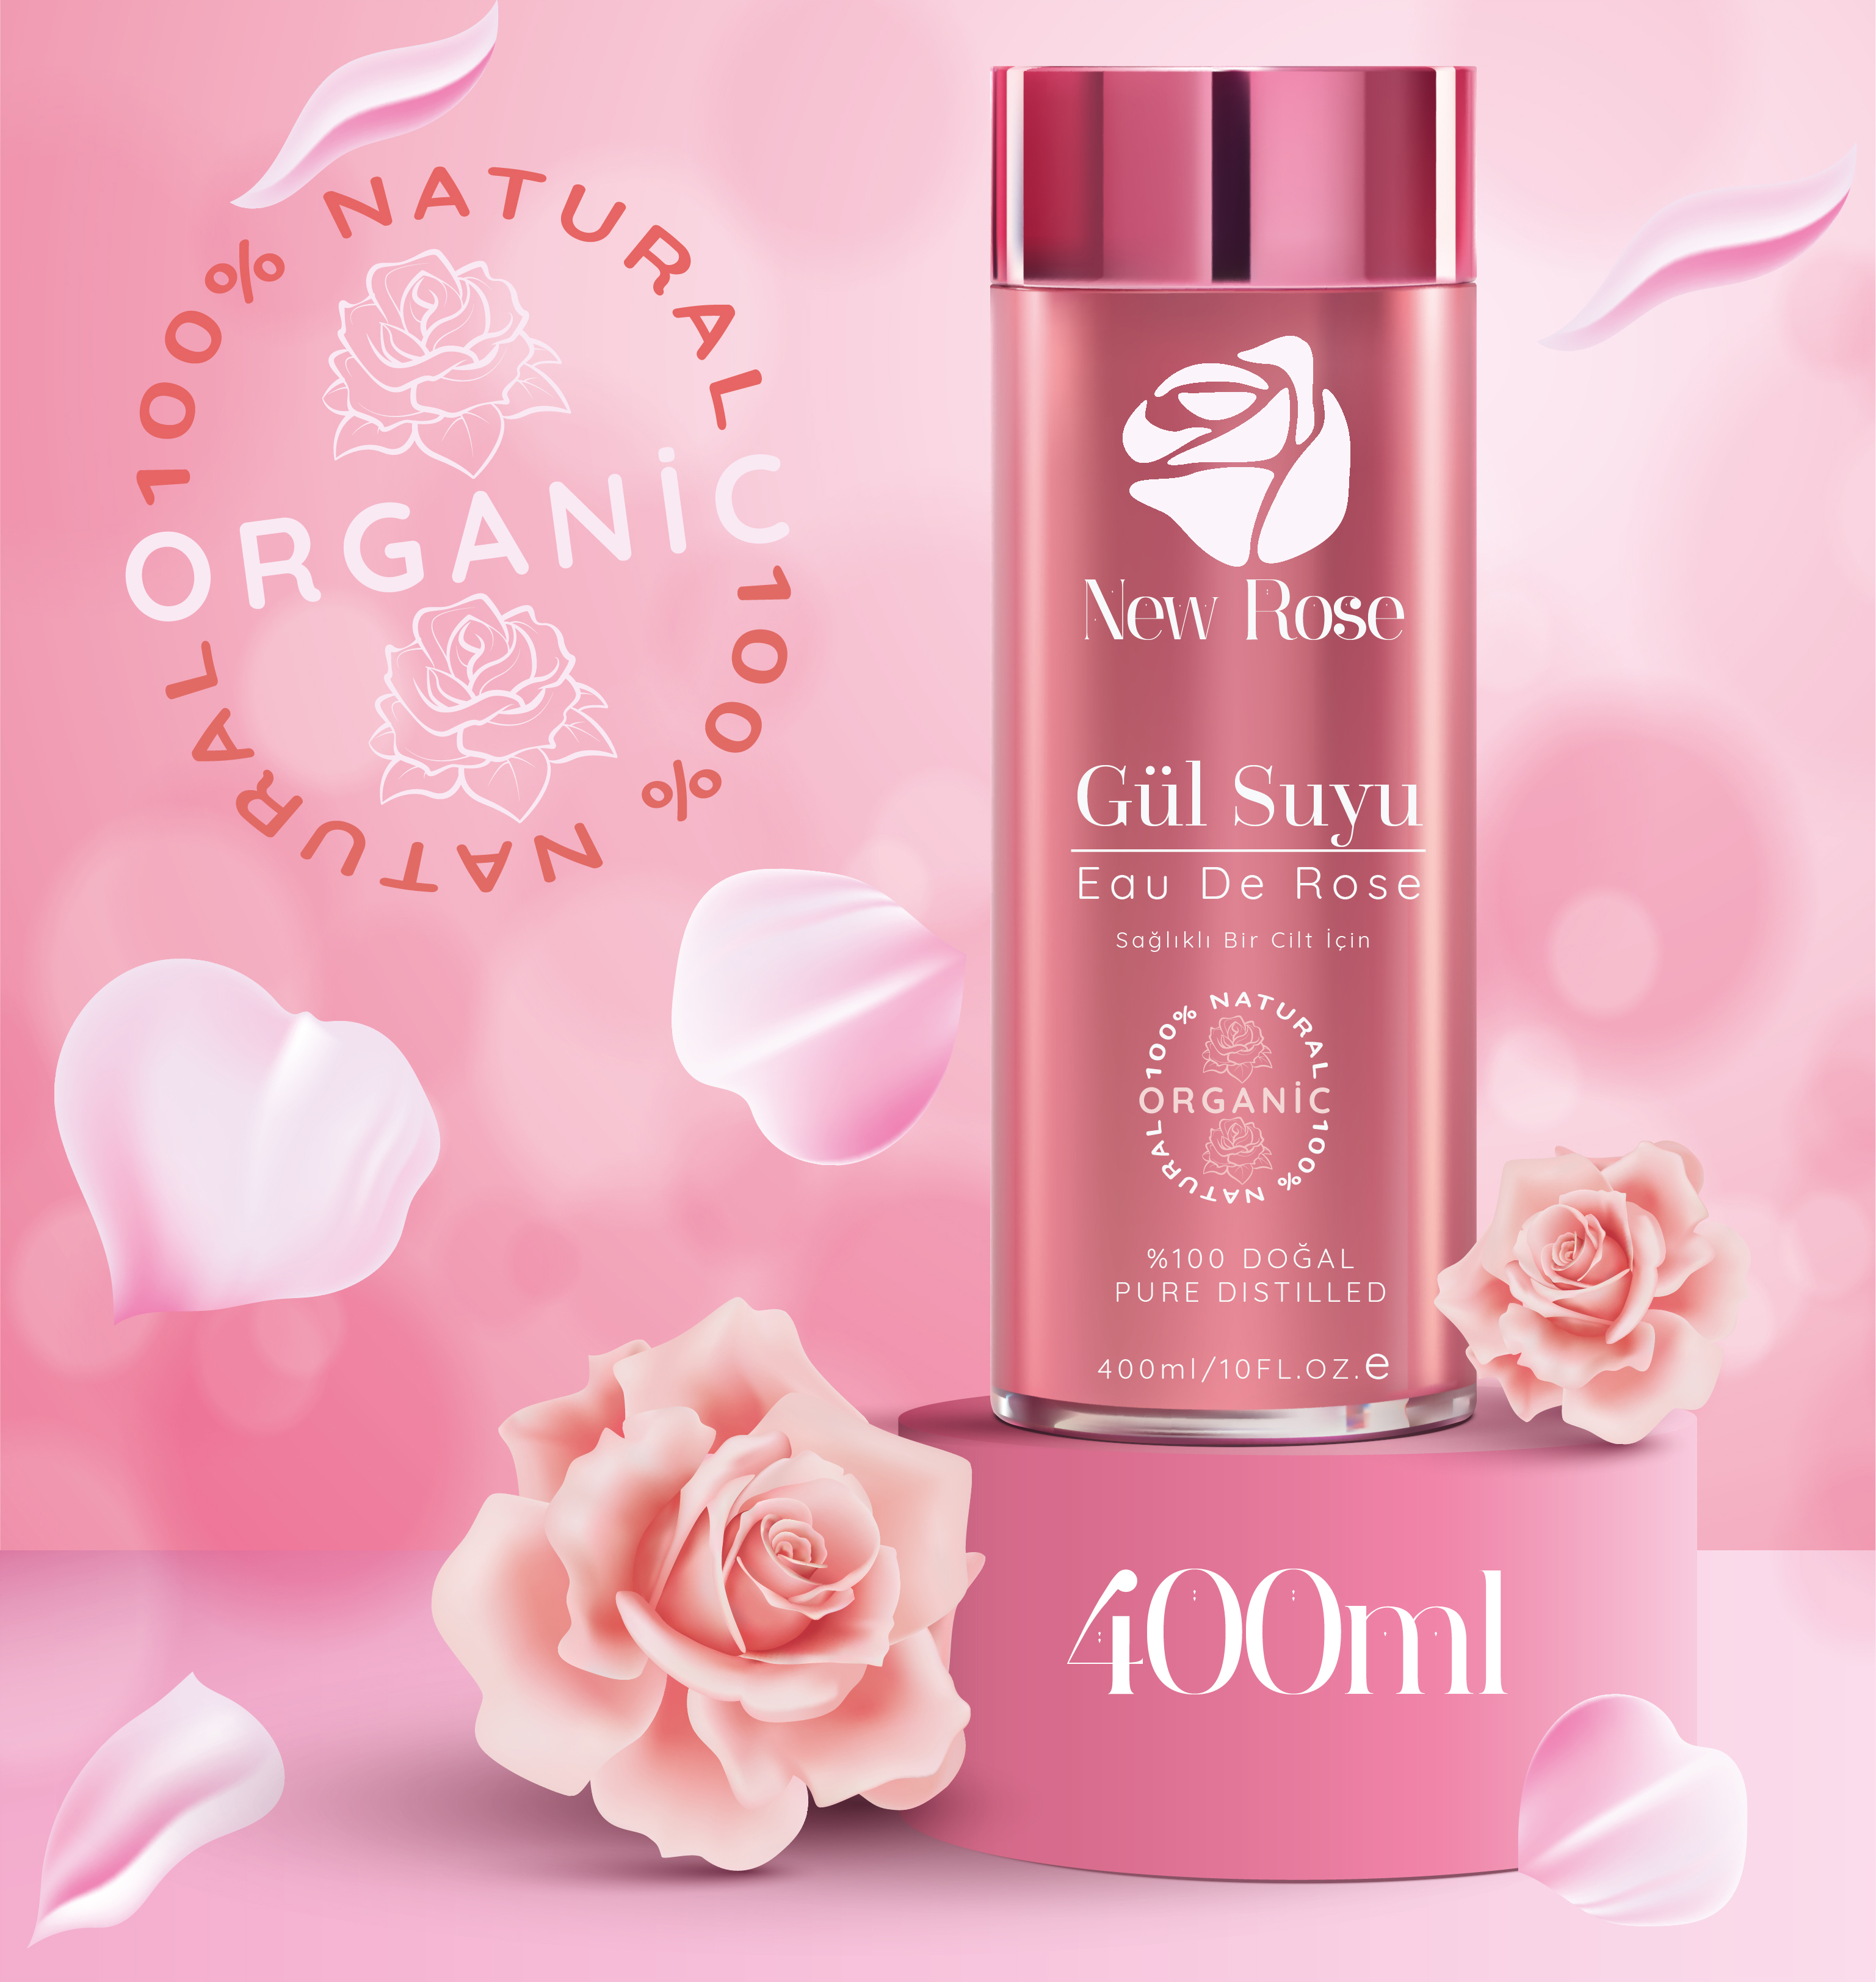 100% NATURAL
ORGANİC
100% NATURAL
New Rose
Gül Suyu
Eau De Rose
Sağlıklı Bir Cilt İçin
100% NATURAL
ORGANİC
100% NATURAL
%100 DOĞAL
PURE DISTILLED
400ml/10FL.OZ.e
400ml